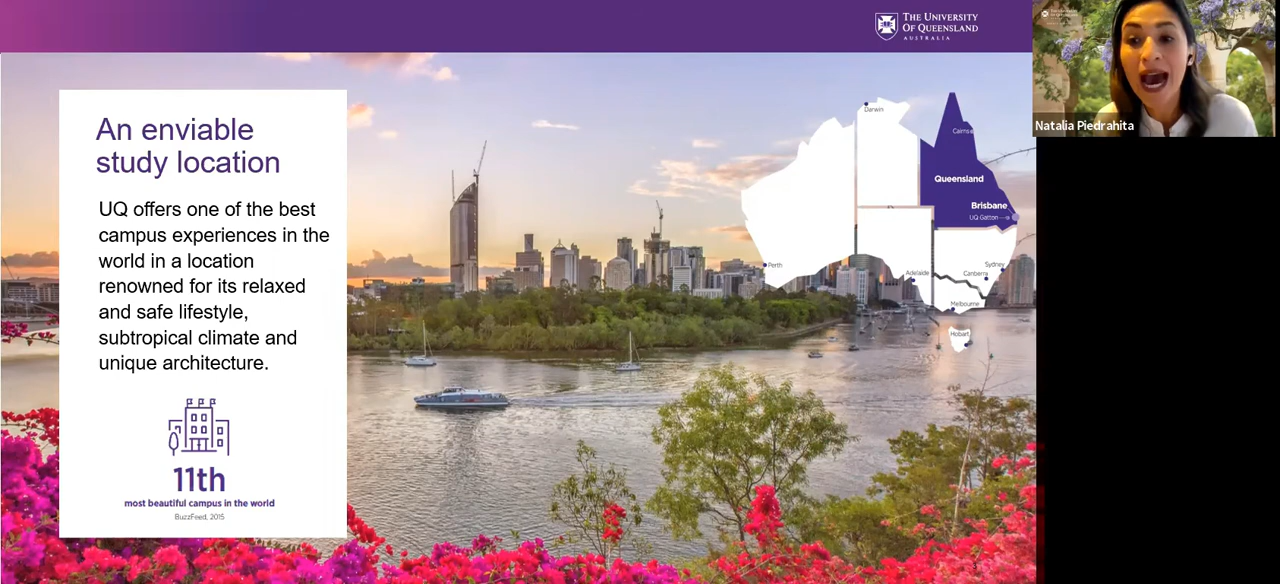 THE UNIVERSITY
OF QUEENSLAND
AUSTRALIA
An enviable
study location
UQ offers one of the best
campus experiences in the
world in a location
renowned for its relaxed
and safe lifestyle,
subtropical climate and
unique architecture.
11th
most beautiful campus in the world
BuzzFeed, 2015
Darwin
Cairns
Queensland
Brisbane
UQ Gatton
Perth
Adelaide
Sydney
Canberra
Melbourne
Hobart
Natalia Piedrahita